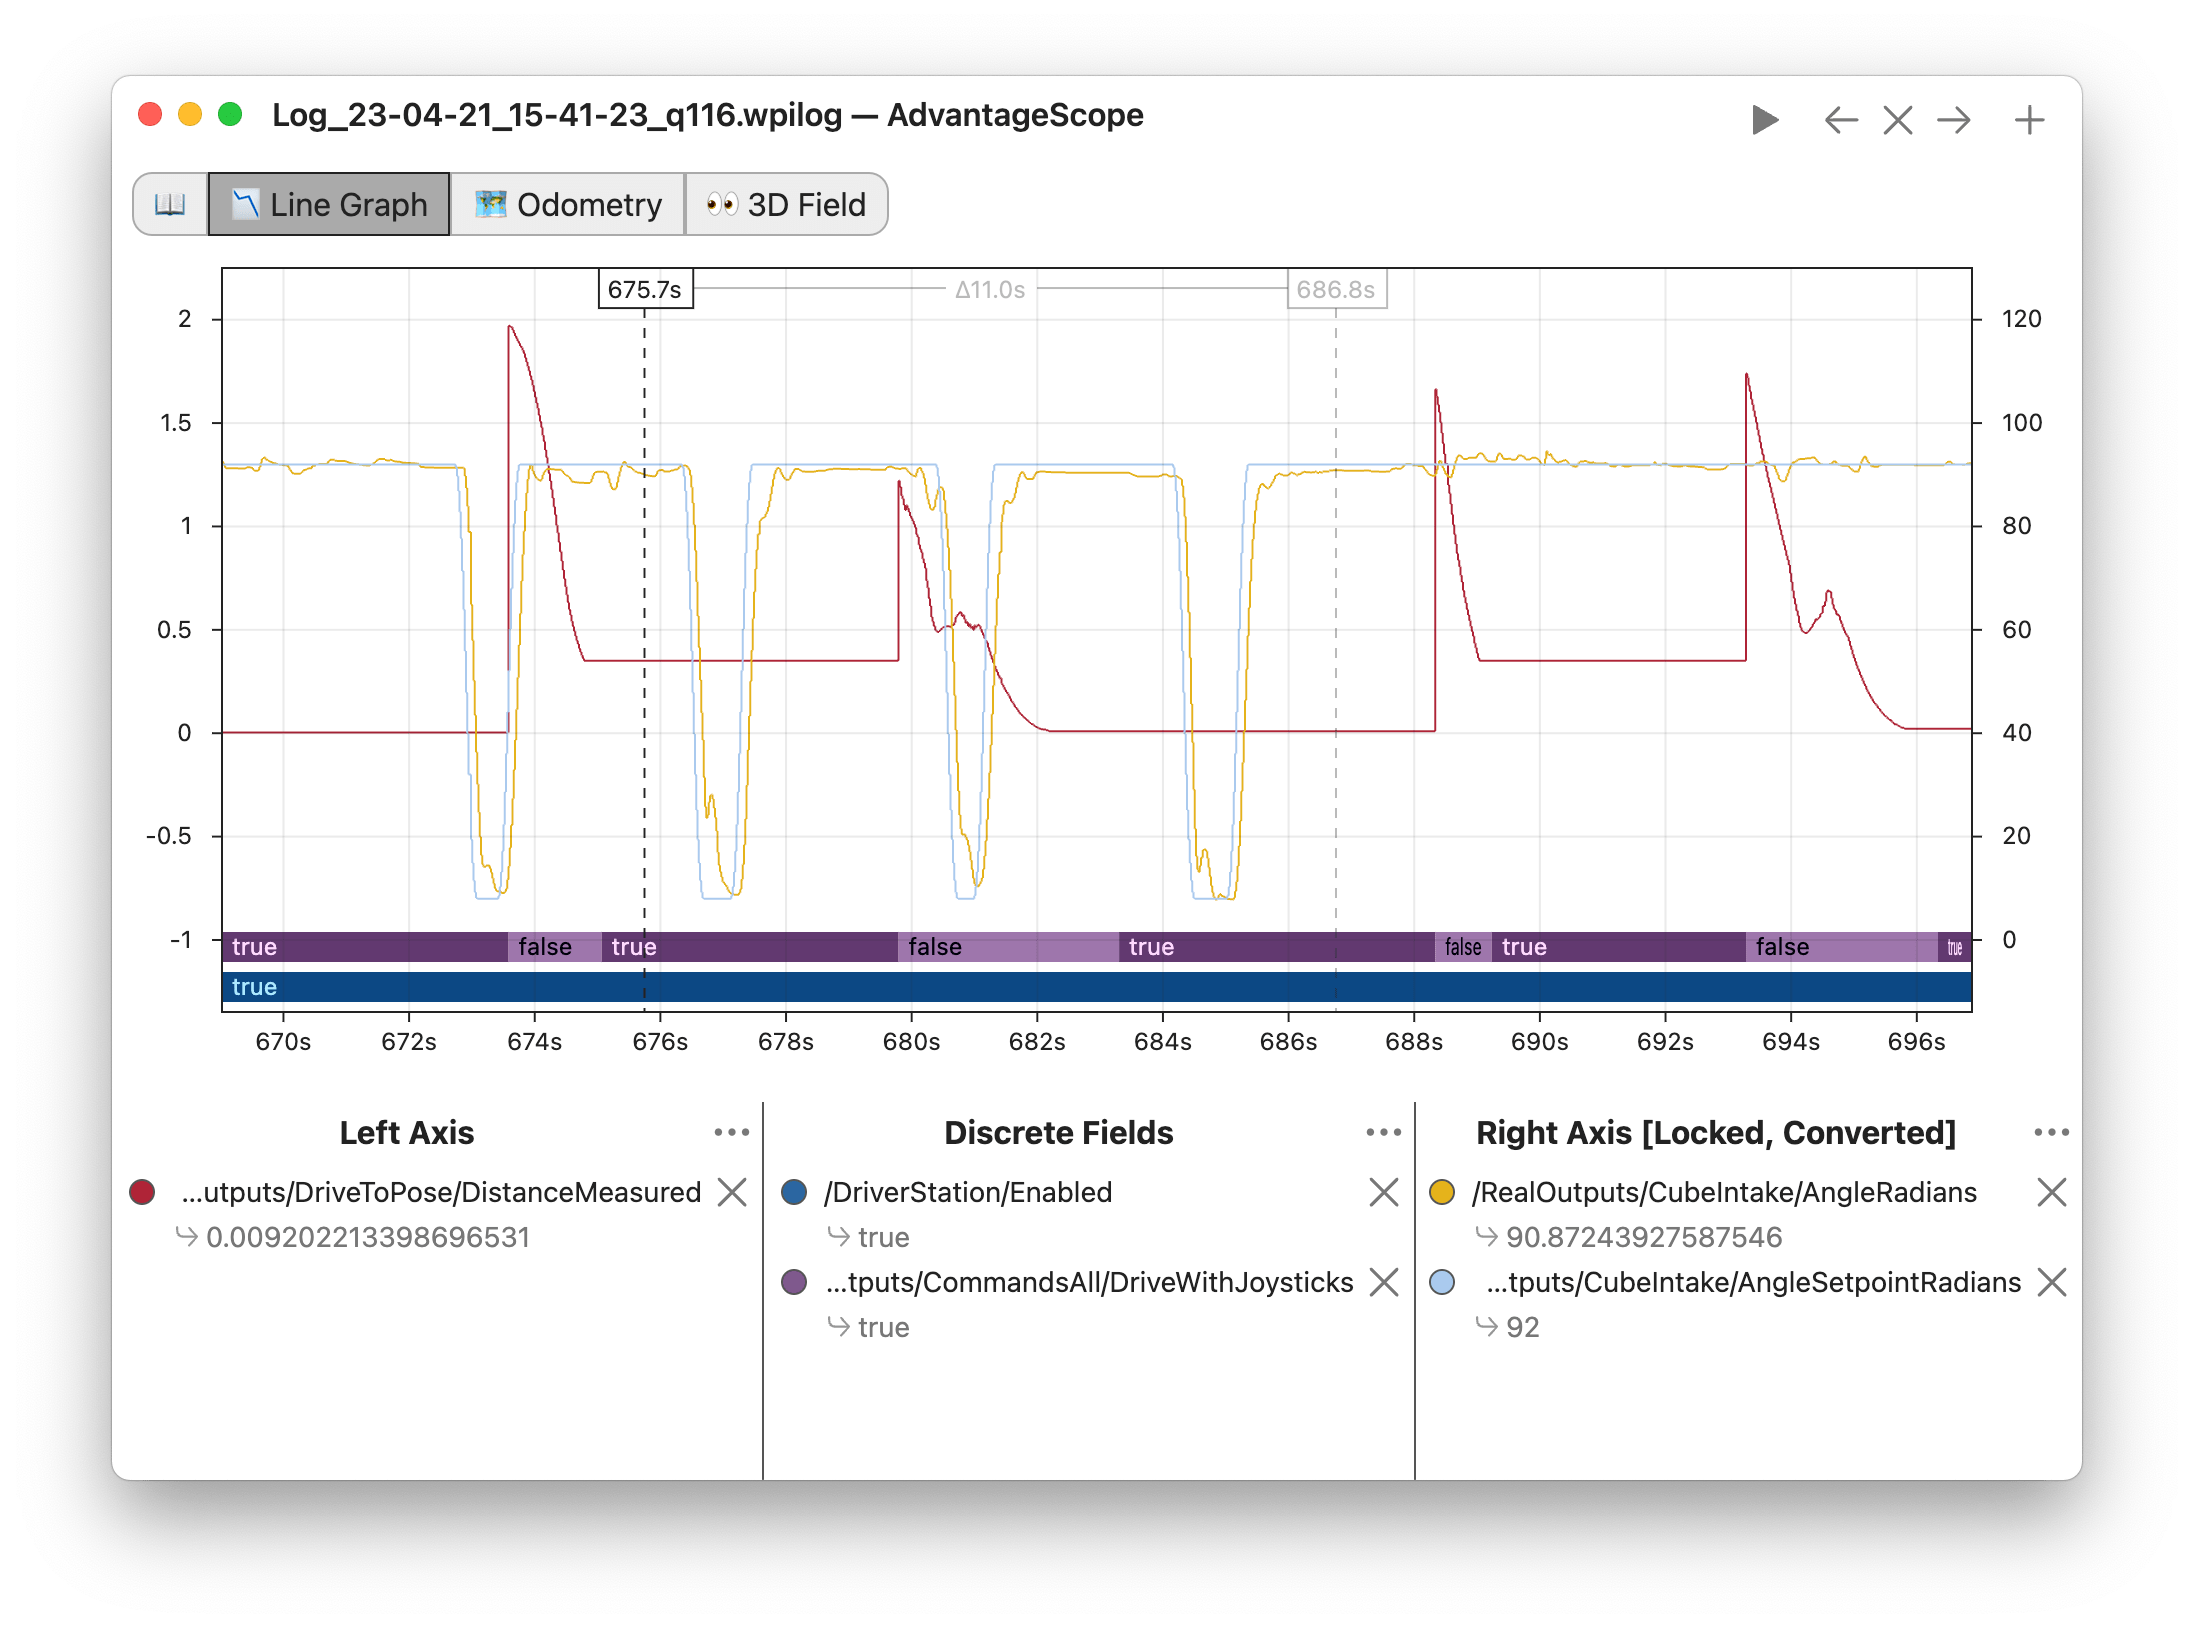 Log_23-04-21_15-41-23_q116.wpilog — AdvantageScope
Line Graph
Odometry
3D Field
675.7s
Δ11.0s
686.8s
2
1.5
1
0.5
0
-0.5
-1
120
100
80
60
40
20
0
true false true false true false true false true
true
670s 672s 674s 676s 678s 680s 682s 684s 686s 688s 690s 692s 694s 696s
Left Axis
...utputs/DriveToPose/DistanceMeasured
0.009202213398696531
Discrete Fields
/DriverStation/Enabled
true
...tputs/CommandsAll/DriveWithJoysticks
true
Right Axis [Locked, Converted]
/RealOutputs/CubeIntake/AngleRadians
90.87243927587546
...tputs/CubeIntake/AngleSetpointRadians
92